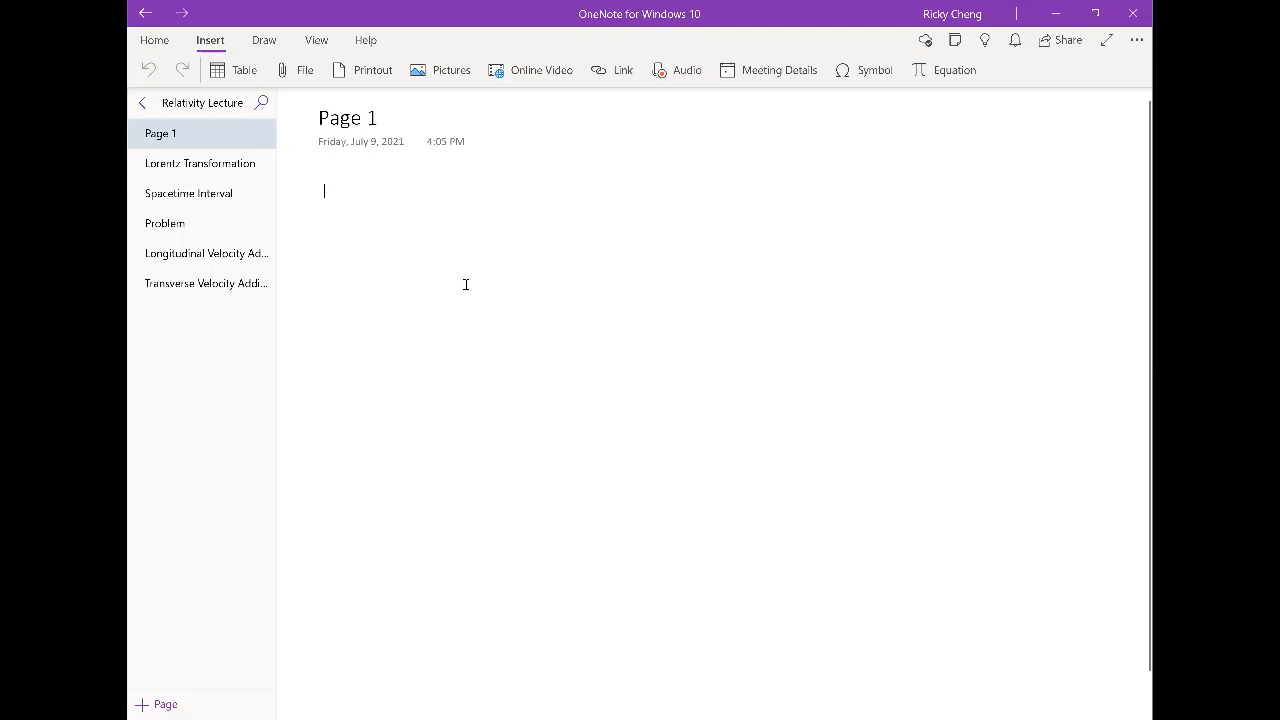 OneNote for Windows 10
Ricky Cheng
Home Insert Draw View Help
Share
Table File Printout Pictures Online Video Link Audio Meeting Details Symbol Equation
Relativity Lecture
Page 1
Lorentz Transformation
Spacetime Interval
Problem
Longitudinal Velocity Ad...
Transverse Velocity Addi...
Page 1
Friday, July 9, 2021 4:05 PM
Page